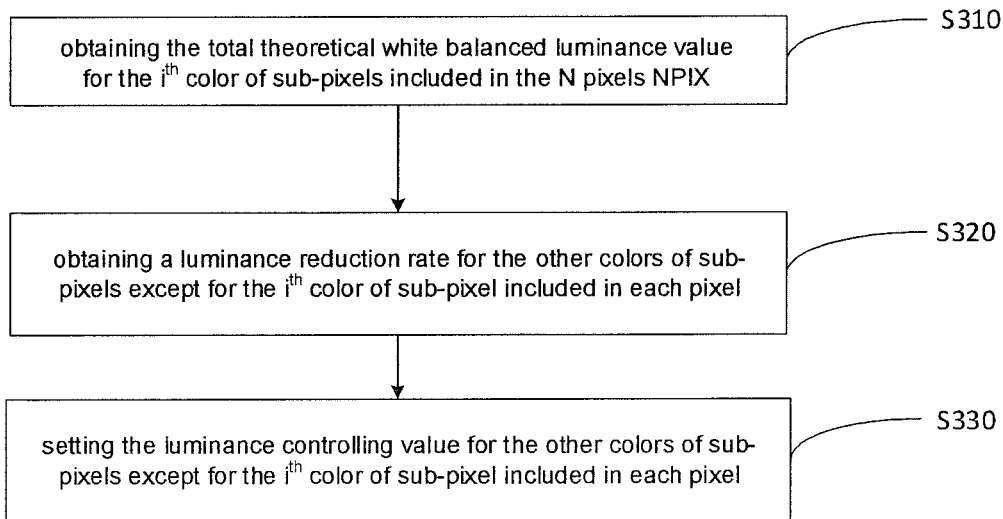 obtaining the total theoretical white balanced luminance value
for the i^th color of sub-pixels included in the N pixels NPIX
S310
obtaining a luminance reduction rate for the other colors of sub-
pixels except for the i^th color of sub-pixel included in each pixel
S320
setting the luminance controlling value for the other colors of sub-
pixels except for the i^th color of sub-pixel included in each pixel
S330